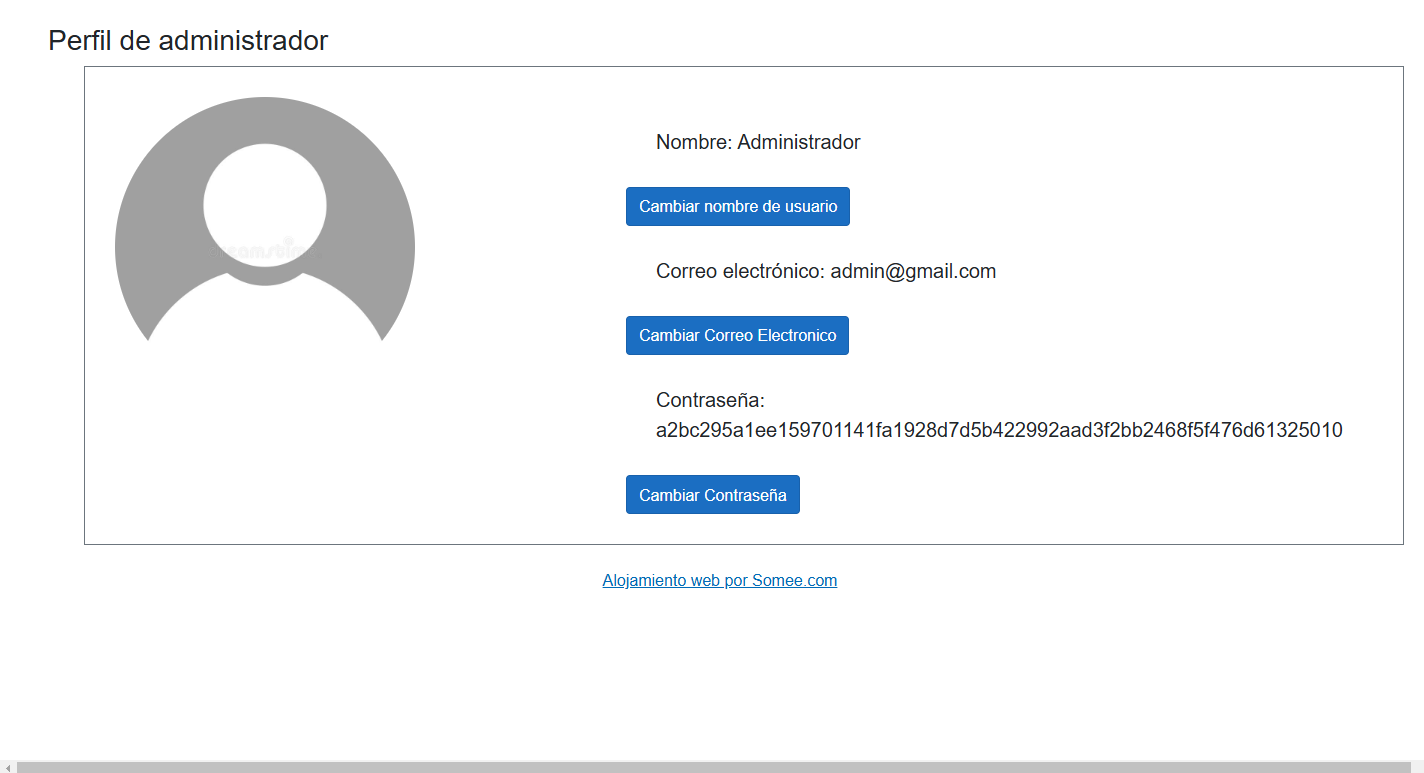 Perfil de administrador
Nombre: Administrador
Cambiar nombre de usuario
Correo electrónico: admin@gmail.com
Cambiar Correo Electronico
Contraseña:
a2bc295a1ee159701141fa1928d7d5b422992aad3f2bb2468f5f476d61325010
Cambiar Contraseña
Alojamiento web por Somee.com